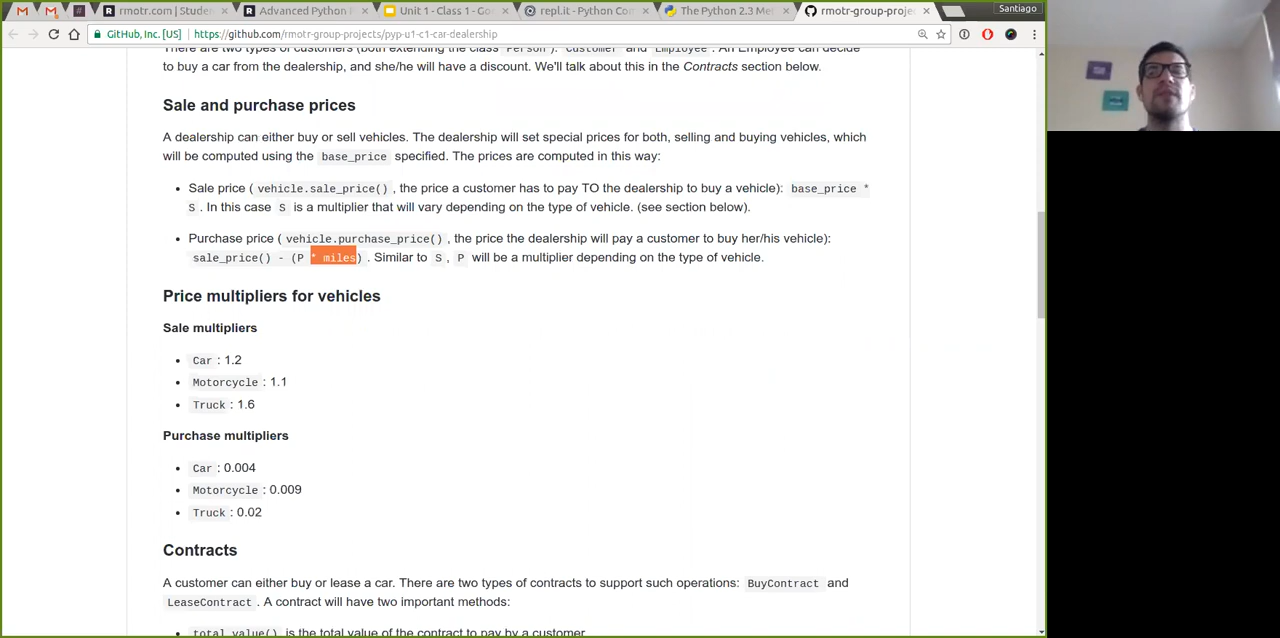 Santiago
rmotr.com | Studen
Advanced Python
Unit 1 - Class 1 - Go
repl.it - Python Co
The Python 2.3 Me
rmotr-group-proje
GitHub, Inc. [US] https://github.com/rmotr-group-projects/pyp-u1-c1-car-dealership
There are two types of customers (both extending the class Person): Customer and Employee. An Employee can decide
to buy a car from the dealership, and she/he will have a discount. We'll talk about this in the Contracts section below.
Sale and purchase prices
A dealership can either buy or sell vehicles. The dealership will set special prices for both, selling and buying vehicles, which
will be computed using the base_price specified. The prices are computed in this way:
• Sale price ( vehicle.sale_price() , the price a customer has to pay TO the dealership to buy a vehicle): base_price *
S . In this case S is a multiplier that will vary depending on the type of vehicle. (see section below).
• Purchase price ( vehicle.purchase_price() , the price the dealership will pay a customer to buy her/his vehicle):
sale_price() - (P * miles) . Similar to S , P will be a multiplier depending on the type of vehicle.
Price multipliers for vehicles
Sale multipliers
• Car : 1.2
• Motorcycle : 1.1
• Truck : 1.6
Purchase multipliers
• Car : 0.004
• Motorcycle : 0.009
• Truck : 0.02
Contracts
A customer can either buy or lease a car. There are two types of contracts to support such operations: BuyContract and
LeaseContract . A contract will have two important methods:
• total_value() is the total value of the contract to pay by a customer